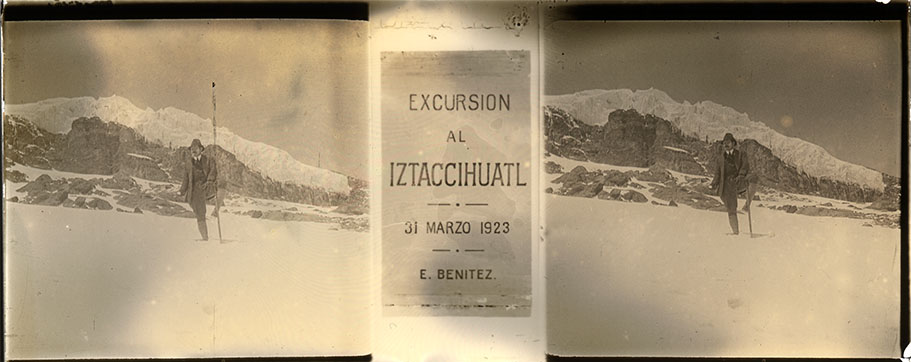 EXCURSION
AL
IZTACCIHUATL
31 MARZO 1923
E. BENITEZ.